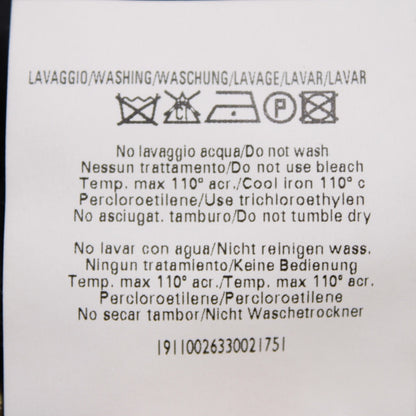 LAVAGGIO/WASHING/WASCHUNG/LAVAGE/LAVAR/LAVAR
CL P
No lavaggio acqua/Do not wash
Nessun trattamento/Do not use bleach
Temp. max 110° acr./Cool iron 110° c
Percloroetilene/Use trichloroethylen
No asciugat. tamburo/Do not tumble dry
No lavar con agua/Nicht reinigen wass.
Ningun tratamiento/Keine Bedienung
Temp. max 110° acr./Temp. max 110° acr.
Percloroetilene/Percloroetilene
No secar tambor/Nicht Waschetrockner
19110026330021751